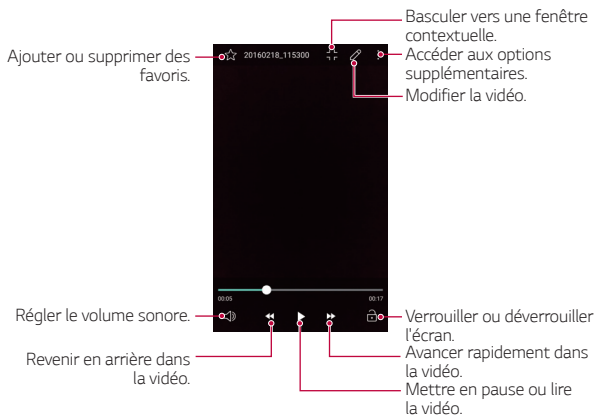 Basculer vers une fenêtre
contextuelle.
Ajouter ou supprimer des
favoris.
20160218_115300
Accéder aux options
supplémentaires.
Modifier la vidéo.
00:05
00:17
Régler le volume sonore.
Verrouiller ou déverrouiller
l'écran.
Revenir en arrière dans
la vidéo.
Avancer rapidement dans
la vidéo.
Mettre en pause ou lire
la vidéo.